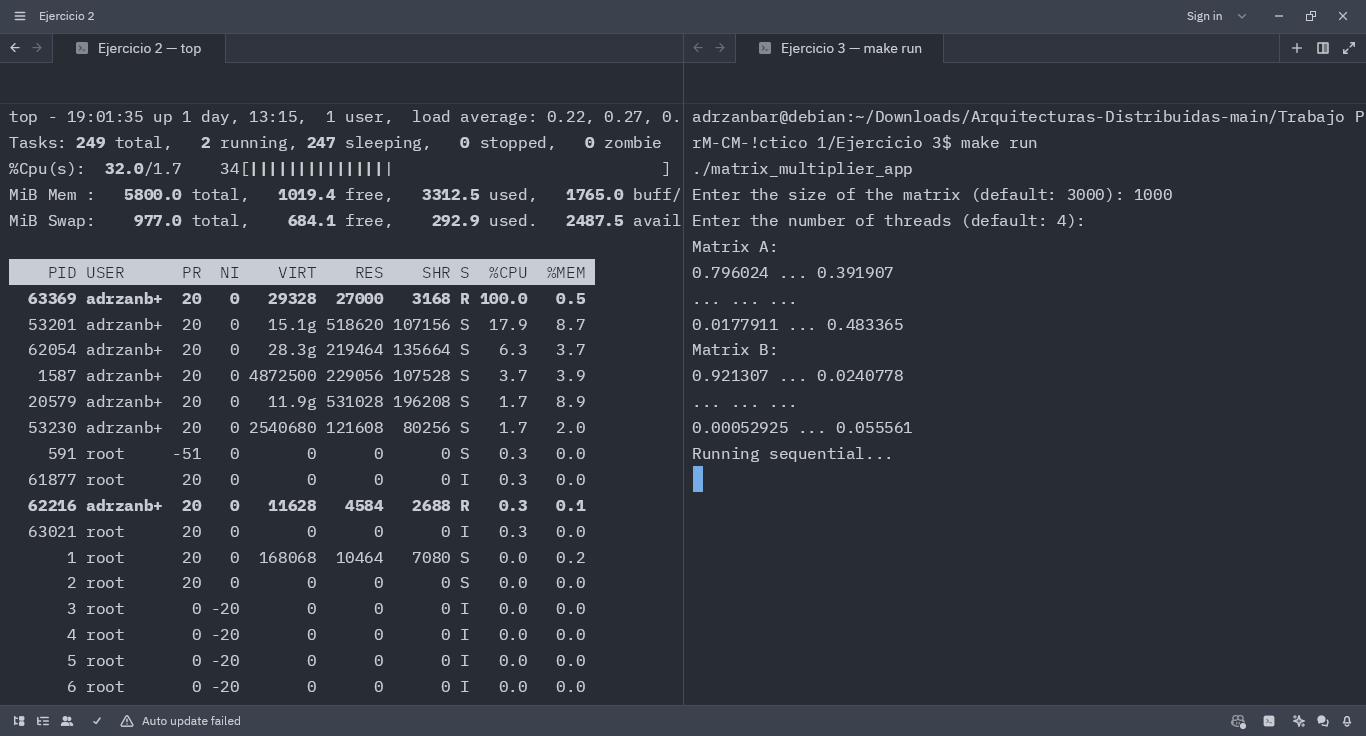 Ejercicio 2
Sign in
Ejercicio 2 — top
Ejercicio 3 — make run
top - 19:01:35 up 1 day, 13:15,  1 user,  load average: 0.22, 0.27, 0.
Tasks: 249 total,   2 running, 247 sleeping,   0 stopped,   0 zombie
%Cpu(s):  32.0/1.7    34[|||||||||||||||                            ]
MiB Mem :   5800.0 total,   1019.4 free,   3312.5 used,   1765.0 buff/
MiB Swap:    977.0 total,    684.1 free,    292.9 used.   2487.5 avail
    PID USER      PR  NI    VIRT    RES    SHR S  %CPU  %MEM
  63369 adrzanb+  20   0   29328  27000   3168 R 100.0   0.5
  53201 adrzanb+  20   0   15.1g 518620 107156 S  17.9   8.7
  62054 adrzanb+  20   0   28.3g 219464 135664 S   6.3   3.7
   1587 adrzanb+  20   0 4872500 229056 107528 S   3.7   3.9
  20579 adrzanb+  20   0   11.9g 531028 196208 S   1.7   8.9
  53230 adrzanb+  20   0 2540680 121608  80256 S   1.7   2.0
    591 root     -51   0       0      0      0 S   0.3   0.0
  61877 root      20   0       0      0      0 I   0.3   0.0
  62216 adrzanb+  20   0   11628   4584   2688 R   0.3   0.1
  63021 root      20   0       0      0      0 I   0.3   0.0
      1 root      20   0  168068  10464   7080 S   0.0   0.2
      2 root      20   0       0      0      0 S   0.0   0.0
      3 root       0 -20       0      0      0 I   0.0   0.0
      4 root       0 -20       0      0      0 I   0.0   0.0
      5 root       0 -20       0      0      0 I   0.0   0.0
      6 root       0 -20       0      0      0 I   0.0   0.0
adrzanbar@debian:~/Downloads/Arquitecturas-Distribuidas-main/Trabajo P
rM-CM-!ctico 1/Ejercicio 3$ make run
./matrix_multiplier_app
Enter the size of the matrix (default: 3000): 1000
Enter the number of threads (default: 4):
Matrix A:
0.796024 ... 0.391907
... ... ...
0.0177911 ... 0.483365
Matrix B:
0.921307 ... 0.0240778
... ... ...
0.00052925 ... 0.055561
Running sequential...
Auto update failed